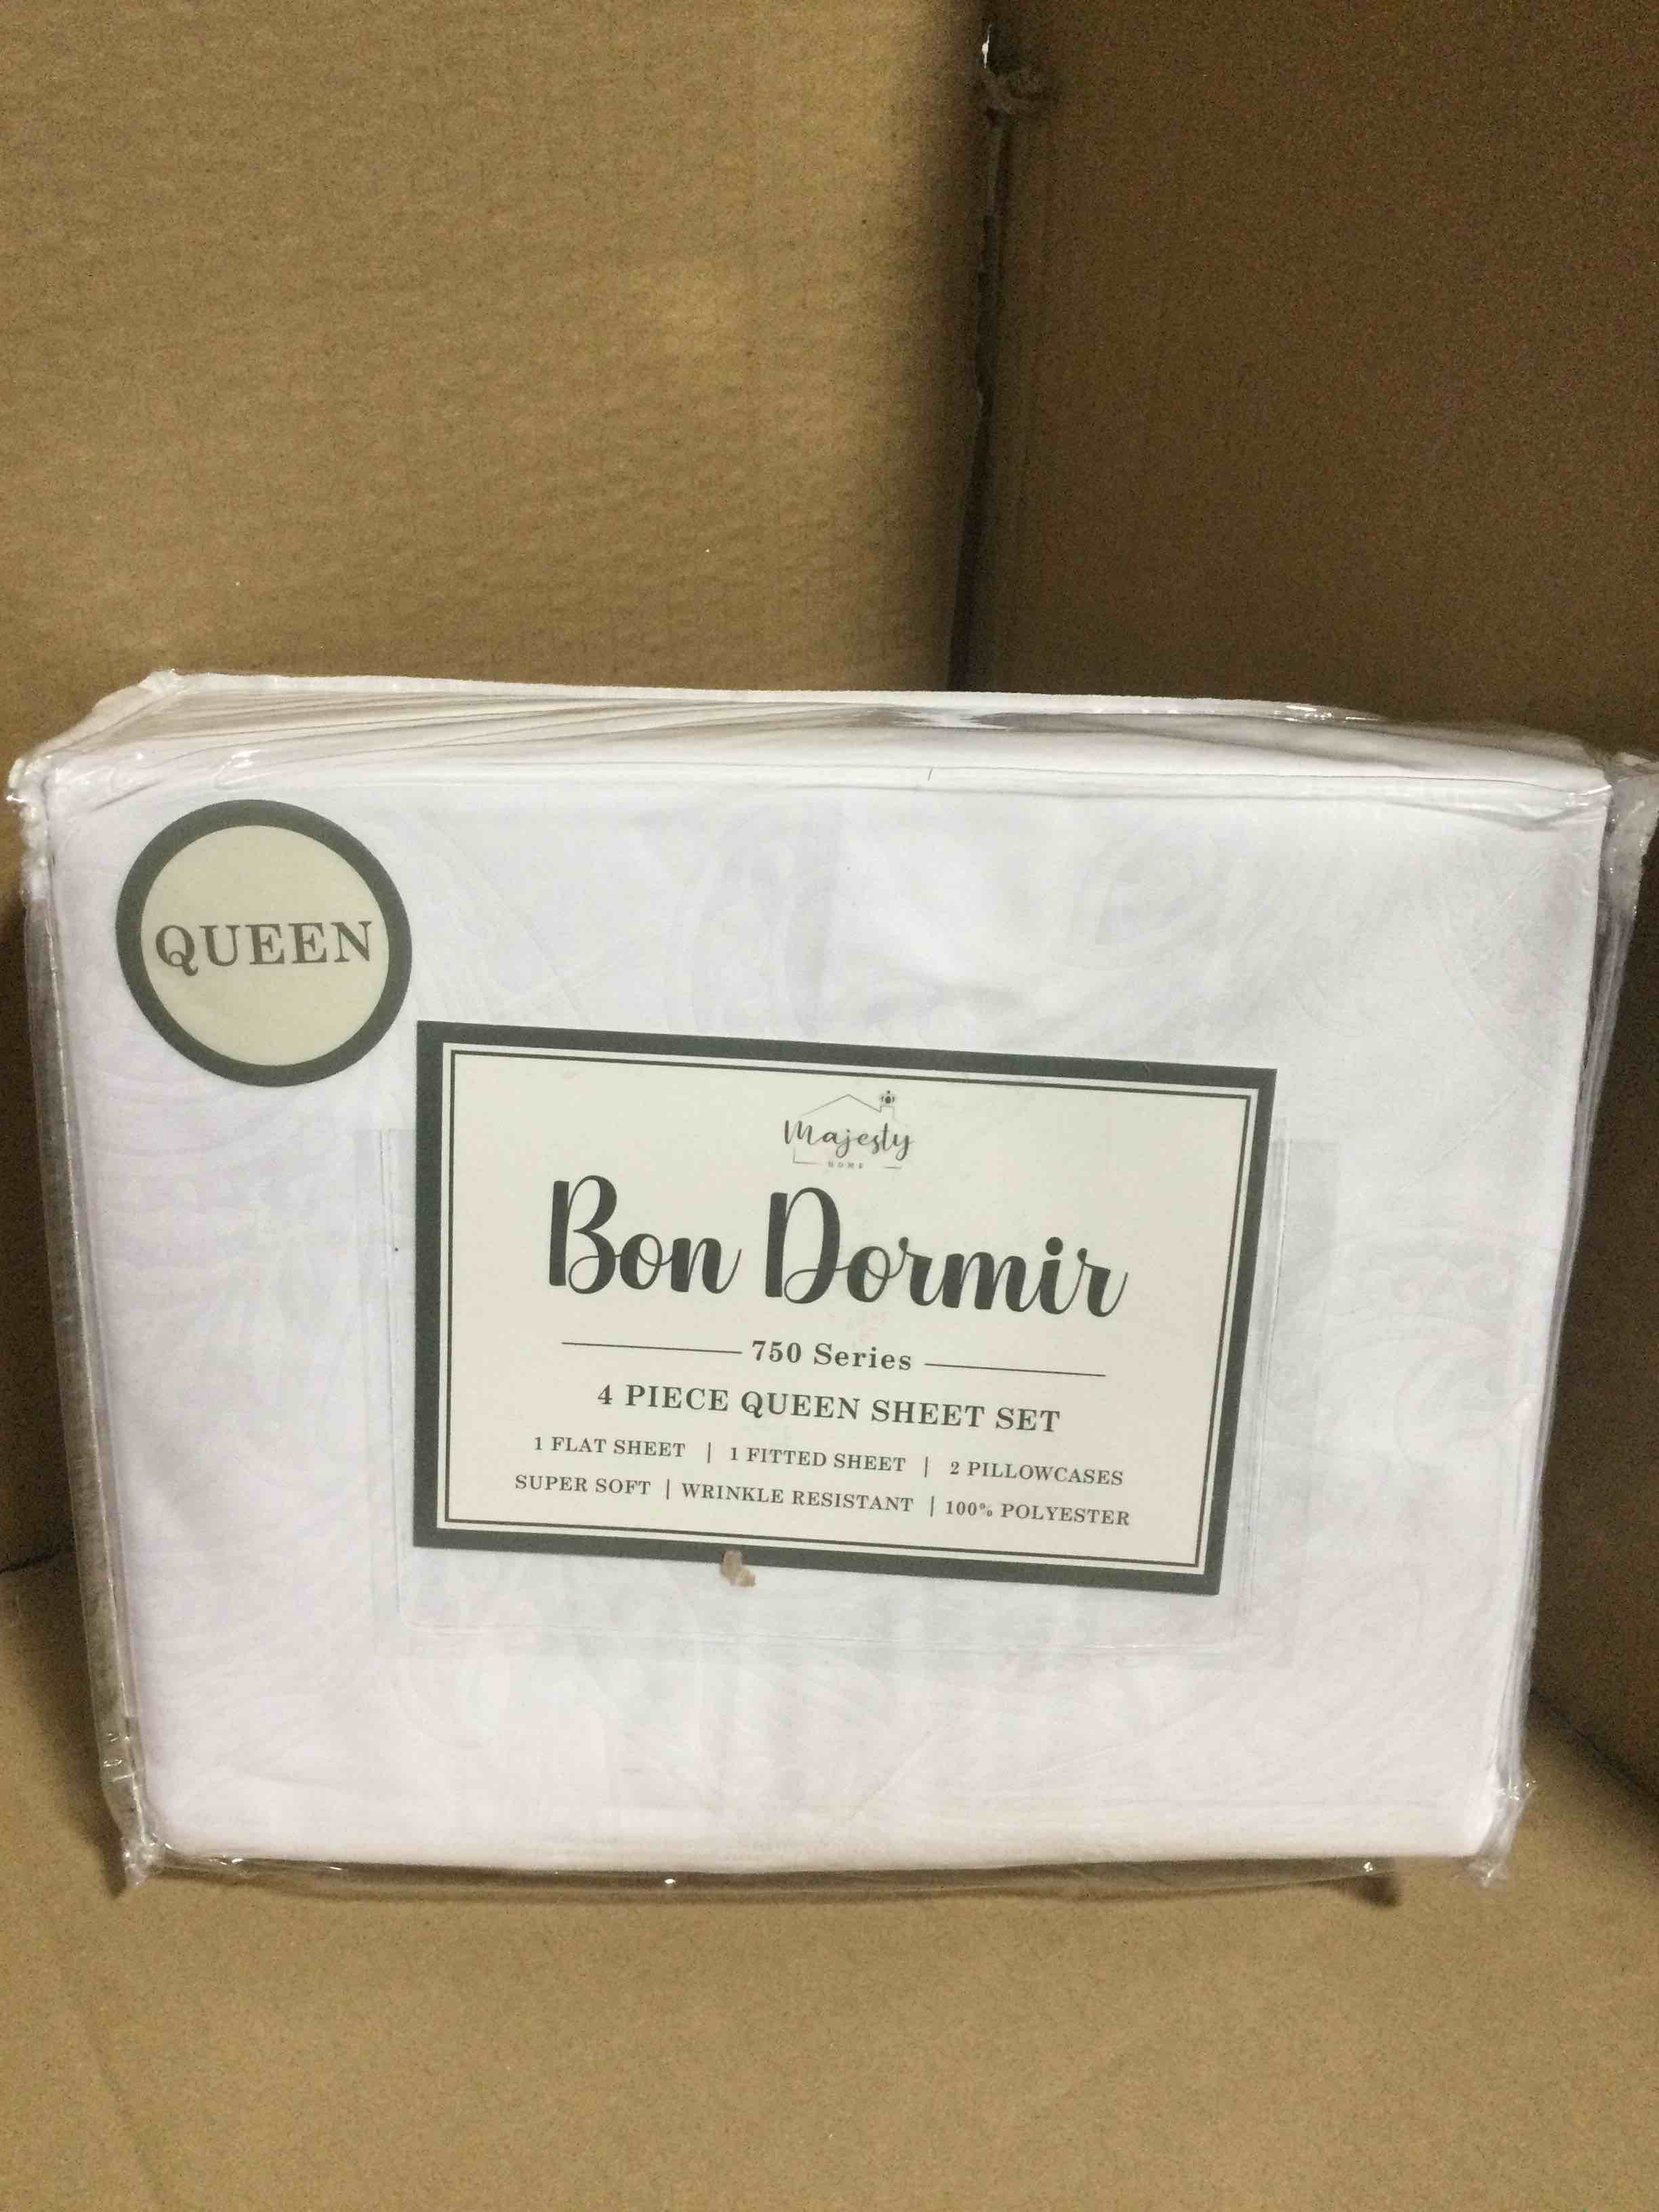 QUEEN
Majesty
HOME
Bon Dormir
750 Series
4 PIECE QUEEN SHEET SET
1 FLAT SHEET | 1 FITTED SHEET | 2 PILLOWCASES
SUPER SOFT | WRINKLE RESISTANT | 100% POLYESTER